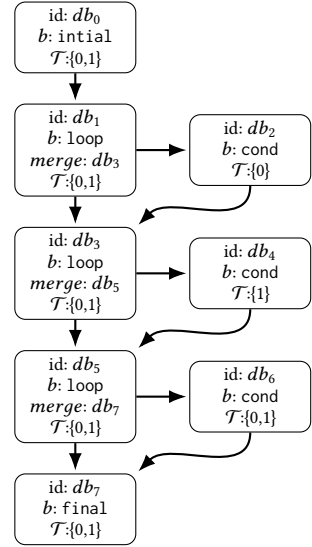 id: db₀
b: intial
𝒯:{0,1}
id: db₁
b: loop
merge: db₃
𝒯:{0,1}
id: db₂
b: cond
𝒯:{0}
id: db₃
b: loop
merge: db₅
𝒯:{0,1}
id: db₄
b: cond
𝒯:{1}
id: db₅
b: loop
merge: db₇
𝒯:{0,1}
id: db₆
b: cond
𝒯:{0,1}
id: db₇
b: final
𝒯:{0,1}